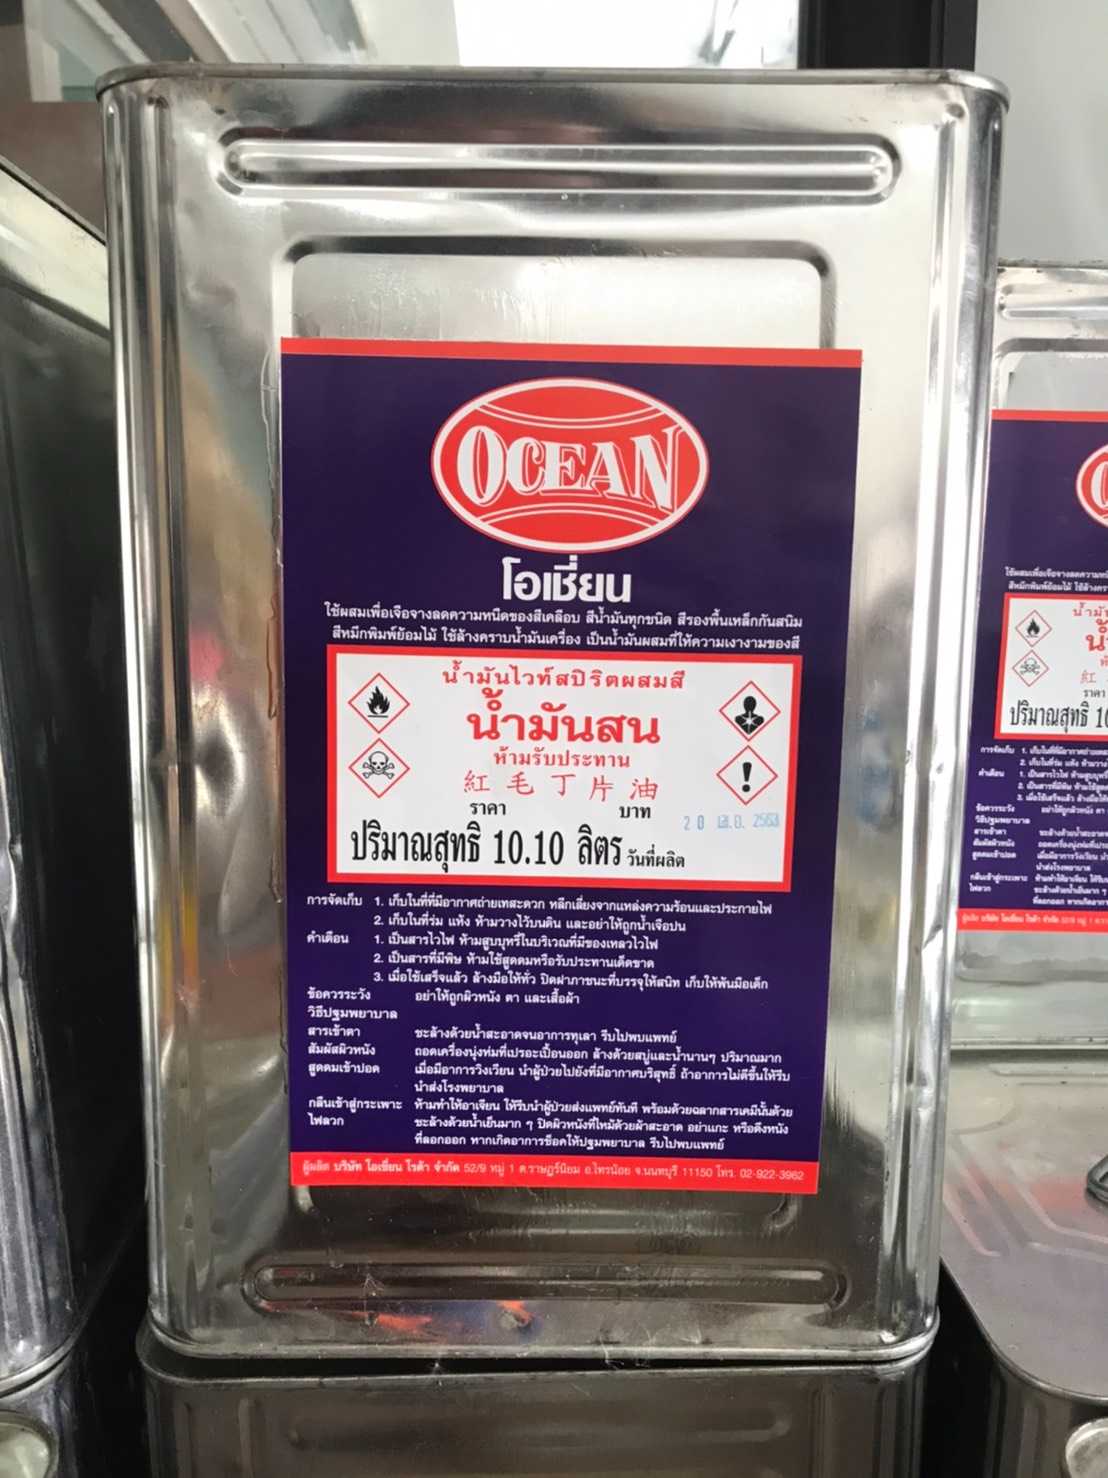 OCEAN
โอเชี่ยน
ใช้ผสมเพื่อเจือจางลดความหนืดของสีเคลือบ สีน้ำมันทุกชนิด สีรองพื้นเหล็กกันสนิม
สีหมึกพิมพ์ย้อมไม้ ใช้ล้างคราบน้ำมันเครื่อง เป็นน้ำมันผสมที่ให้ความเงางามของสี
น้ำมันไวท์สปิริตผสมสี
น้ำมันสน
ห้ามรับประทาน
紅毛丁片油
ราคา บาท
20 เม.ย. 2563
ปริมาณสุทธิ 10.10 ลิตร วันที่ผลิต
การจัดเก็บ 1. เก็บในที่ที่มีอากาศถ่ายเทสะดวก หลีกเลี่ยงจากแหล่งความร้อนและประกายไฟ
2. เก็บในที่ร่ม แห้ง ห้ามวางไว้บนดิน และอย่าให้ถูกน้ำเจือปน
คำเตือน 1. เป็นสารไวไฟ ห้ามสูบบุหรี่ในบริเวณที่มีของเหลวไวไฟ
2. เป็นสารที่มีพิษ ห้ามใช้สูดดมหรือรับประทานเด็ดขาด
3. เมื่อใช้เสร็จแล้ว ล้างมือให้ทั่ว ปิดฝาภาชนะที่บรรจุให้สนิท เก็บให้พ้นมือเด็ก
ข้อควรระวัง อย่าให้ถูกผิวหนัง ตา และเสื้อผ้า
วิธีปฐมพยาบาล
สารเข้าตา ชะล้างด้วยน้ำสะอาดจนอาการทุเลา รีบไปพบแพทย์
สัมผัสผิวหนัง ถอดเครื่องนุ่งห่มที่เปรอะเปื้อนออก ล้างด้วยสบู่และน้ำนานๆ ปริมาณมาก
สูดดมเข้าปอด เมื่อมีอาการวิงเวียน นำผู้ป่วยไปยังที่มีอากาศบริสุทธิ์ ถ้าอาการไม่ดีขึ้นให้รีบ
นำส่งโรงพยาบาล
กลืนเข้าสู่กระเพาะ ห้ามทำให้อาเจียน ให้รีบนำผู้ป่วยส่งแพทย์ทันที พร้อมด้วยฉลากสารเคมีนั้นด้วย
ไฟลวก ชะล้างด้วยน้ำเย็นมาก ๆ ปิดผิวหนังที่ไหม้ด้วยผ้าสะอาด อย่าแกะ หรือดึงหนัง
ที่ลอกออก หากเกิดอาการช็อคให้ปฐมพยาบาล รีบไปพบแพทย์
ผู้ผลิต บริษัท โอเชี่ยน โรด้า จำกัด 52/9 หมู่ 1 ต.ราษฎร์นิยม อ.ไทรน้อย จ.นนทบุรี 11150 โทร. 02-922-3962